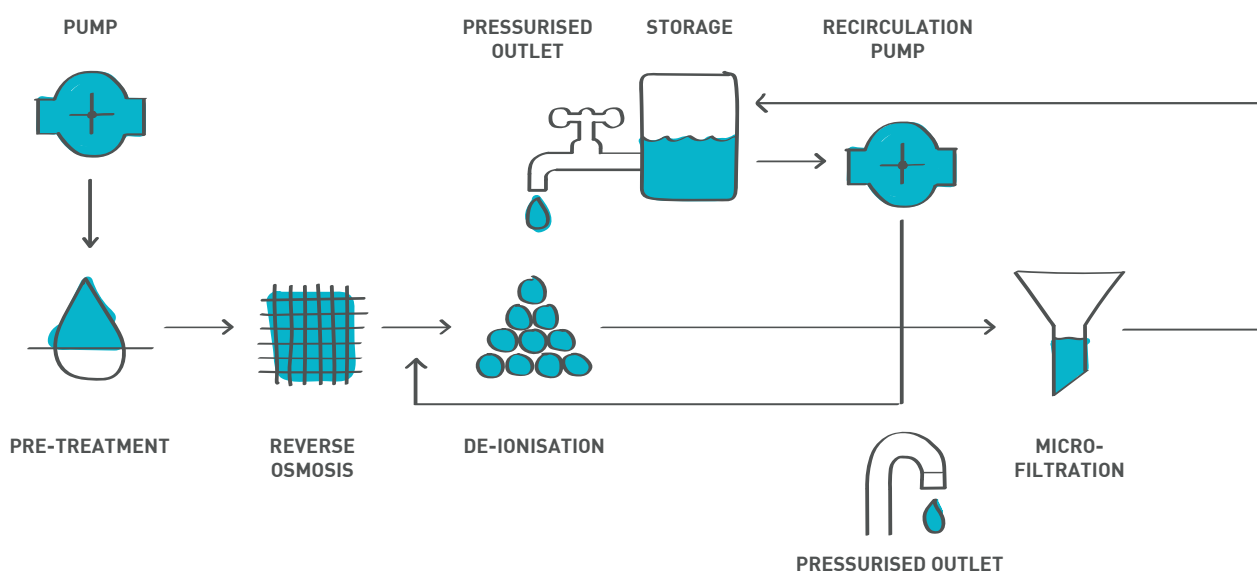 PUMP
PRESSURISED
OUTLET
STORAGE
RECIRCULATION
PUMP
PRE-TREATMENT
REVERSE
OSMOSIS
DE-IONISATION
MICRO-
FILTRATION
PRESSURISED OUTLET